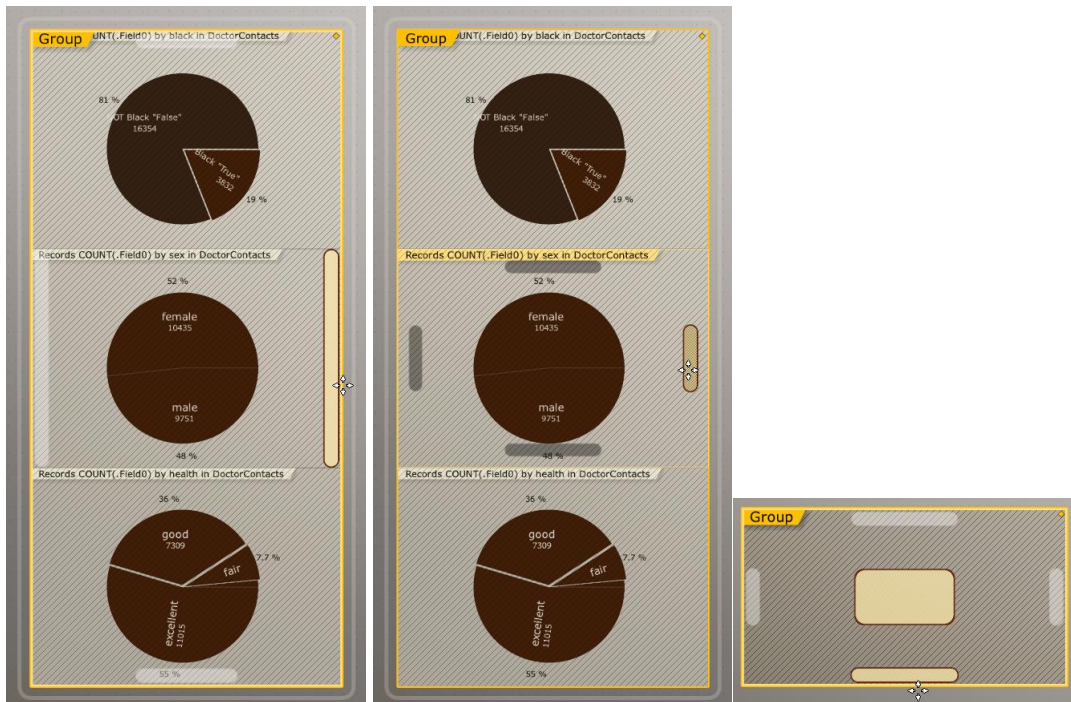 Group
UNT(.Field0) by black in DoctorContacts
81 %
OT Black "False"
16354
Black "True"
3832
19 %
Records COUNT(.Field0) by sex in DoctorContacts
52 %
female
10435
male
9751
48 %
Records COUNT(.Field0) by health in DoctorContacts
36 %
good
7309
7.7 %
fair
excellent
11015
55 %
Group
UNT(.Field0) by black in DoctorContacts
81 %
OT Black "False"
16354
Black "True"
3832
19 %
Records COUNT(.Field0) by sex in DoctorContacts
52 %
female
10435
male
9751
48 %
Records COUNT(.Field0) by health in DoctorContacts
36 %
good
7309
7.7 %
fair
excellent
11015
55 %
Group